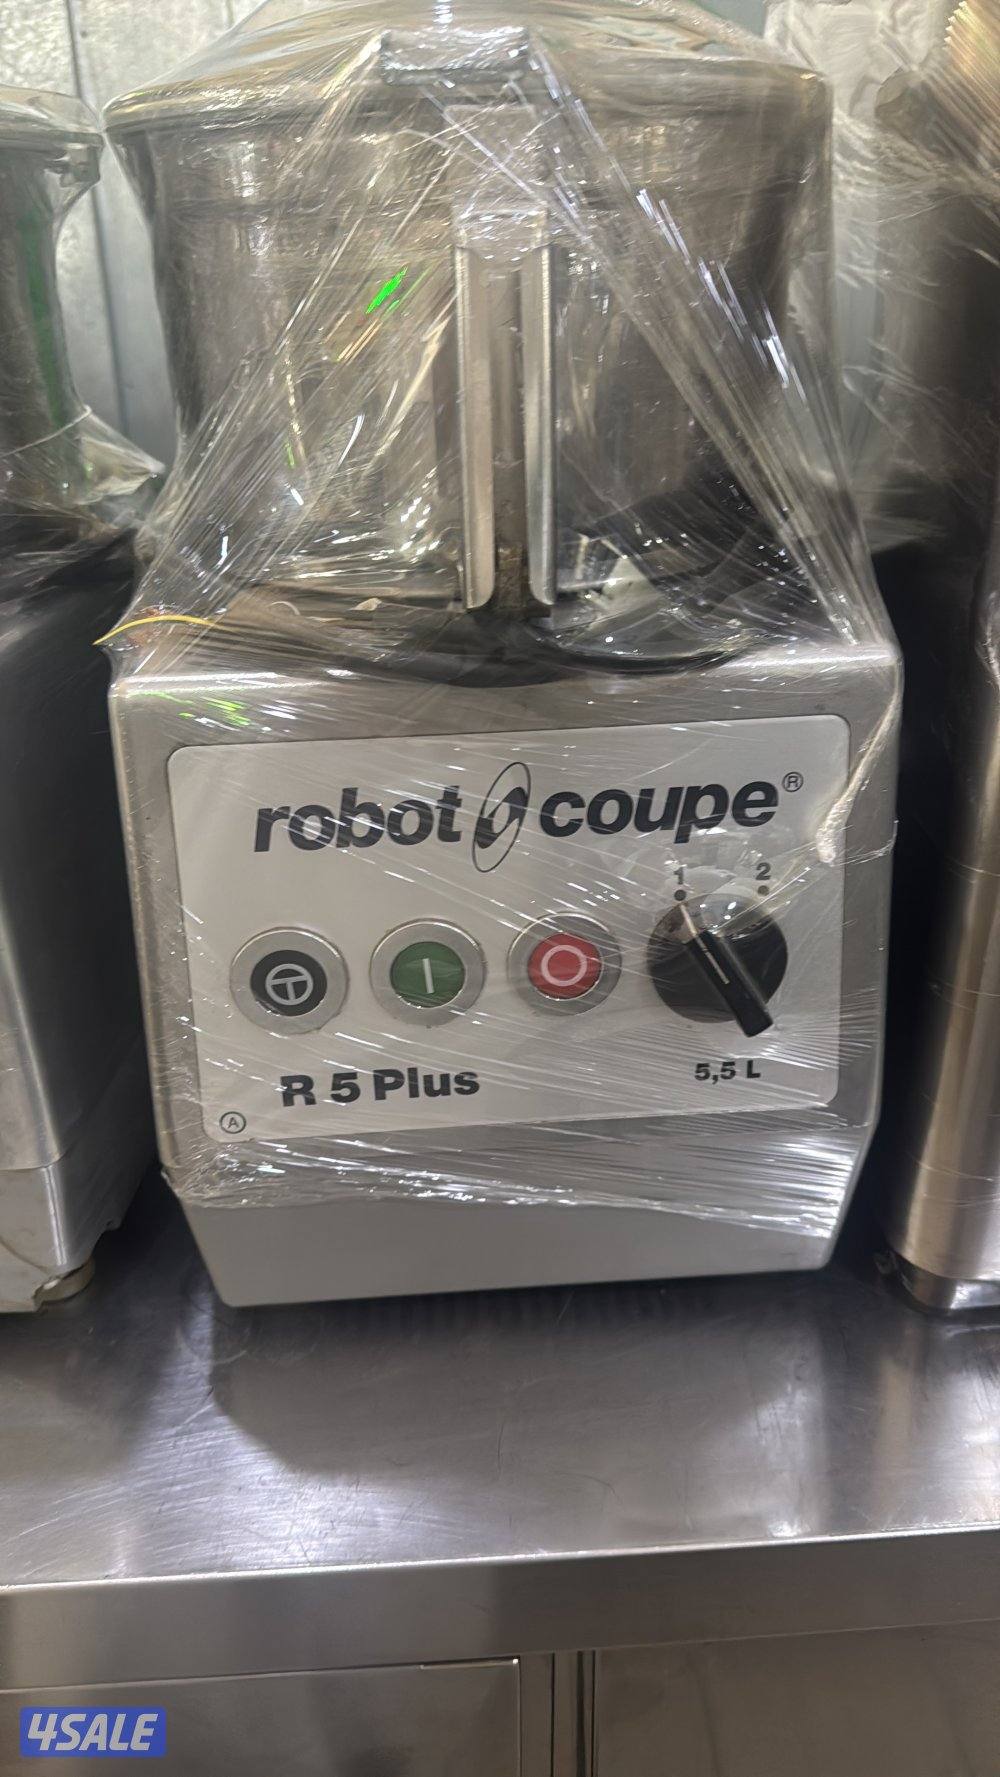 robot coupe®
1 2
I O
R 5 Plus
5,5 L
A
4SALE